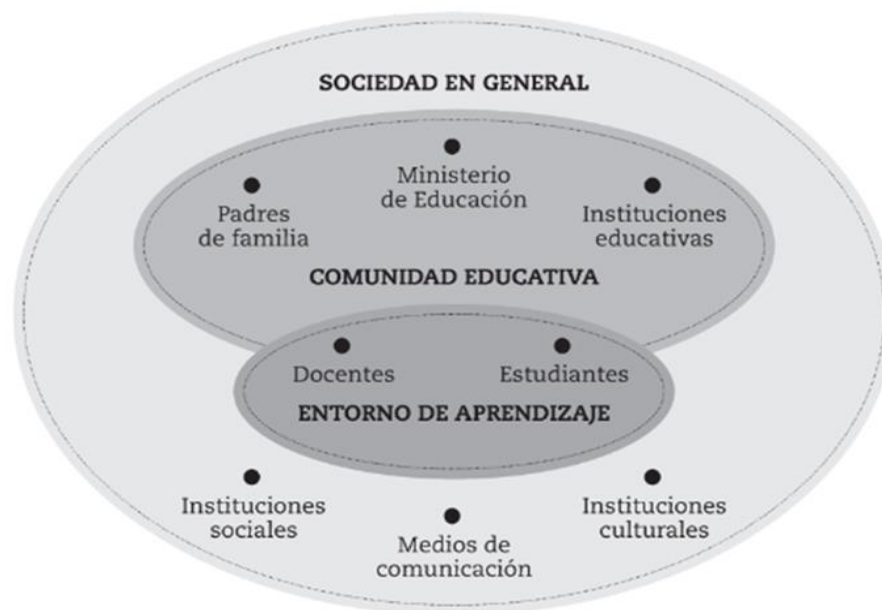 SOCIEDAD EN GENERAL
Ministerio
de Educación
Padres
de familia
Instituciones
educativas
COMUNIDAD EDUCATIVA
Docentes
Estudiantes
ENTORNO DE APRENDIZAJE
Instituciones
sociales
Medios de
comunicación
Instituciones
culturales